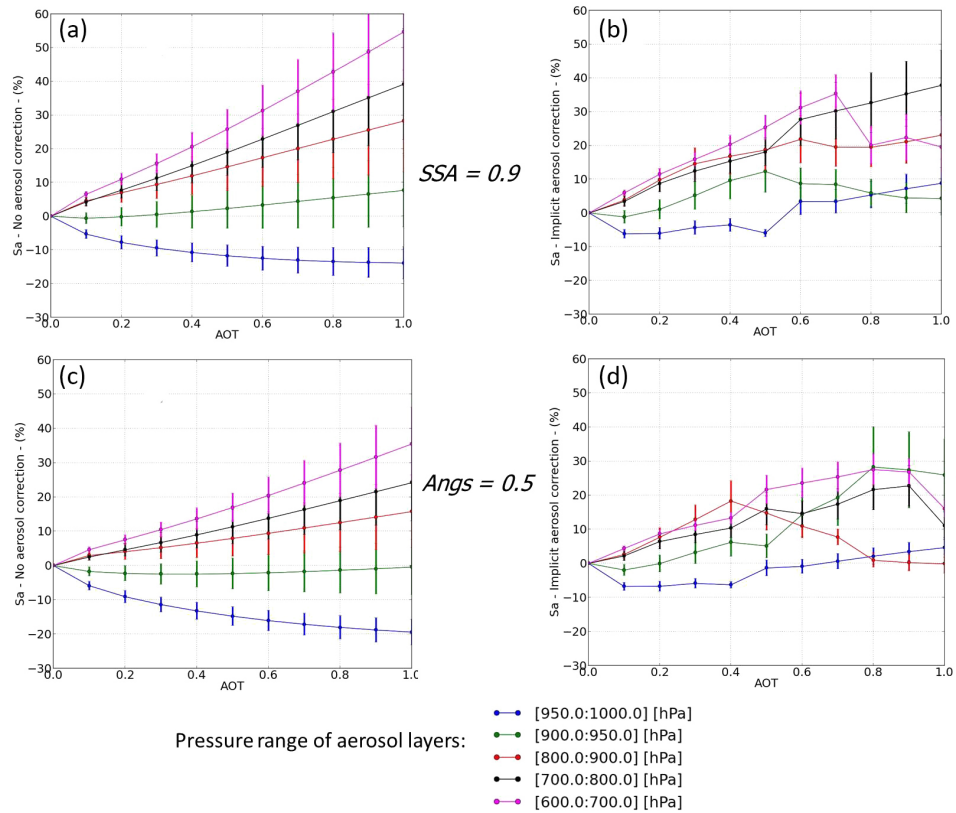 (a)
60
50
40
30
20
10
0
−10
−20
−30
0.0 0.2 0.4 0.6 0.8 1.0
AOT
Sa - No aerosol correction - (%)
SSA = 0.9
(b)
60
50
40
30
20
10
0
−10
−20
−30
0.0 0.2 0.4 0.6 0.8 1.0
AOT
Sa - Implicit aerosol correction - (%)
(c)
60
50
40
30
20
10
0
−10
−20
−30
0.0 0.2 0.4 0.6 0.8 1.0
AOT
Sa - No aerosol correction - (%)
Angs = 0.5
(d)
60
50
40
30
20
10
0
−10
−20
−30
0.0 0.2 0.4 0.6 0.8 1.0
AOT
Sa - Implicit aerosol correction - (%)
Pressure range of aerosol layers:
[950.0:1000.0] [hPa]
[900.0:950.0] [hPa]
[800.0:900.0] [hPa]
[700.0:800.0] [hPa]
[600.0:700.0] [hPa]